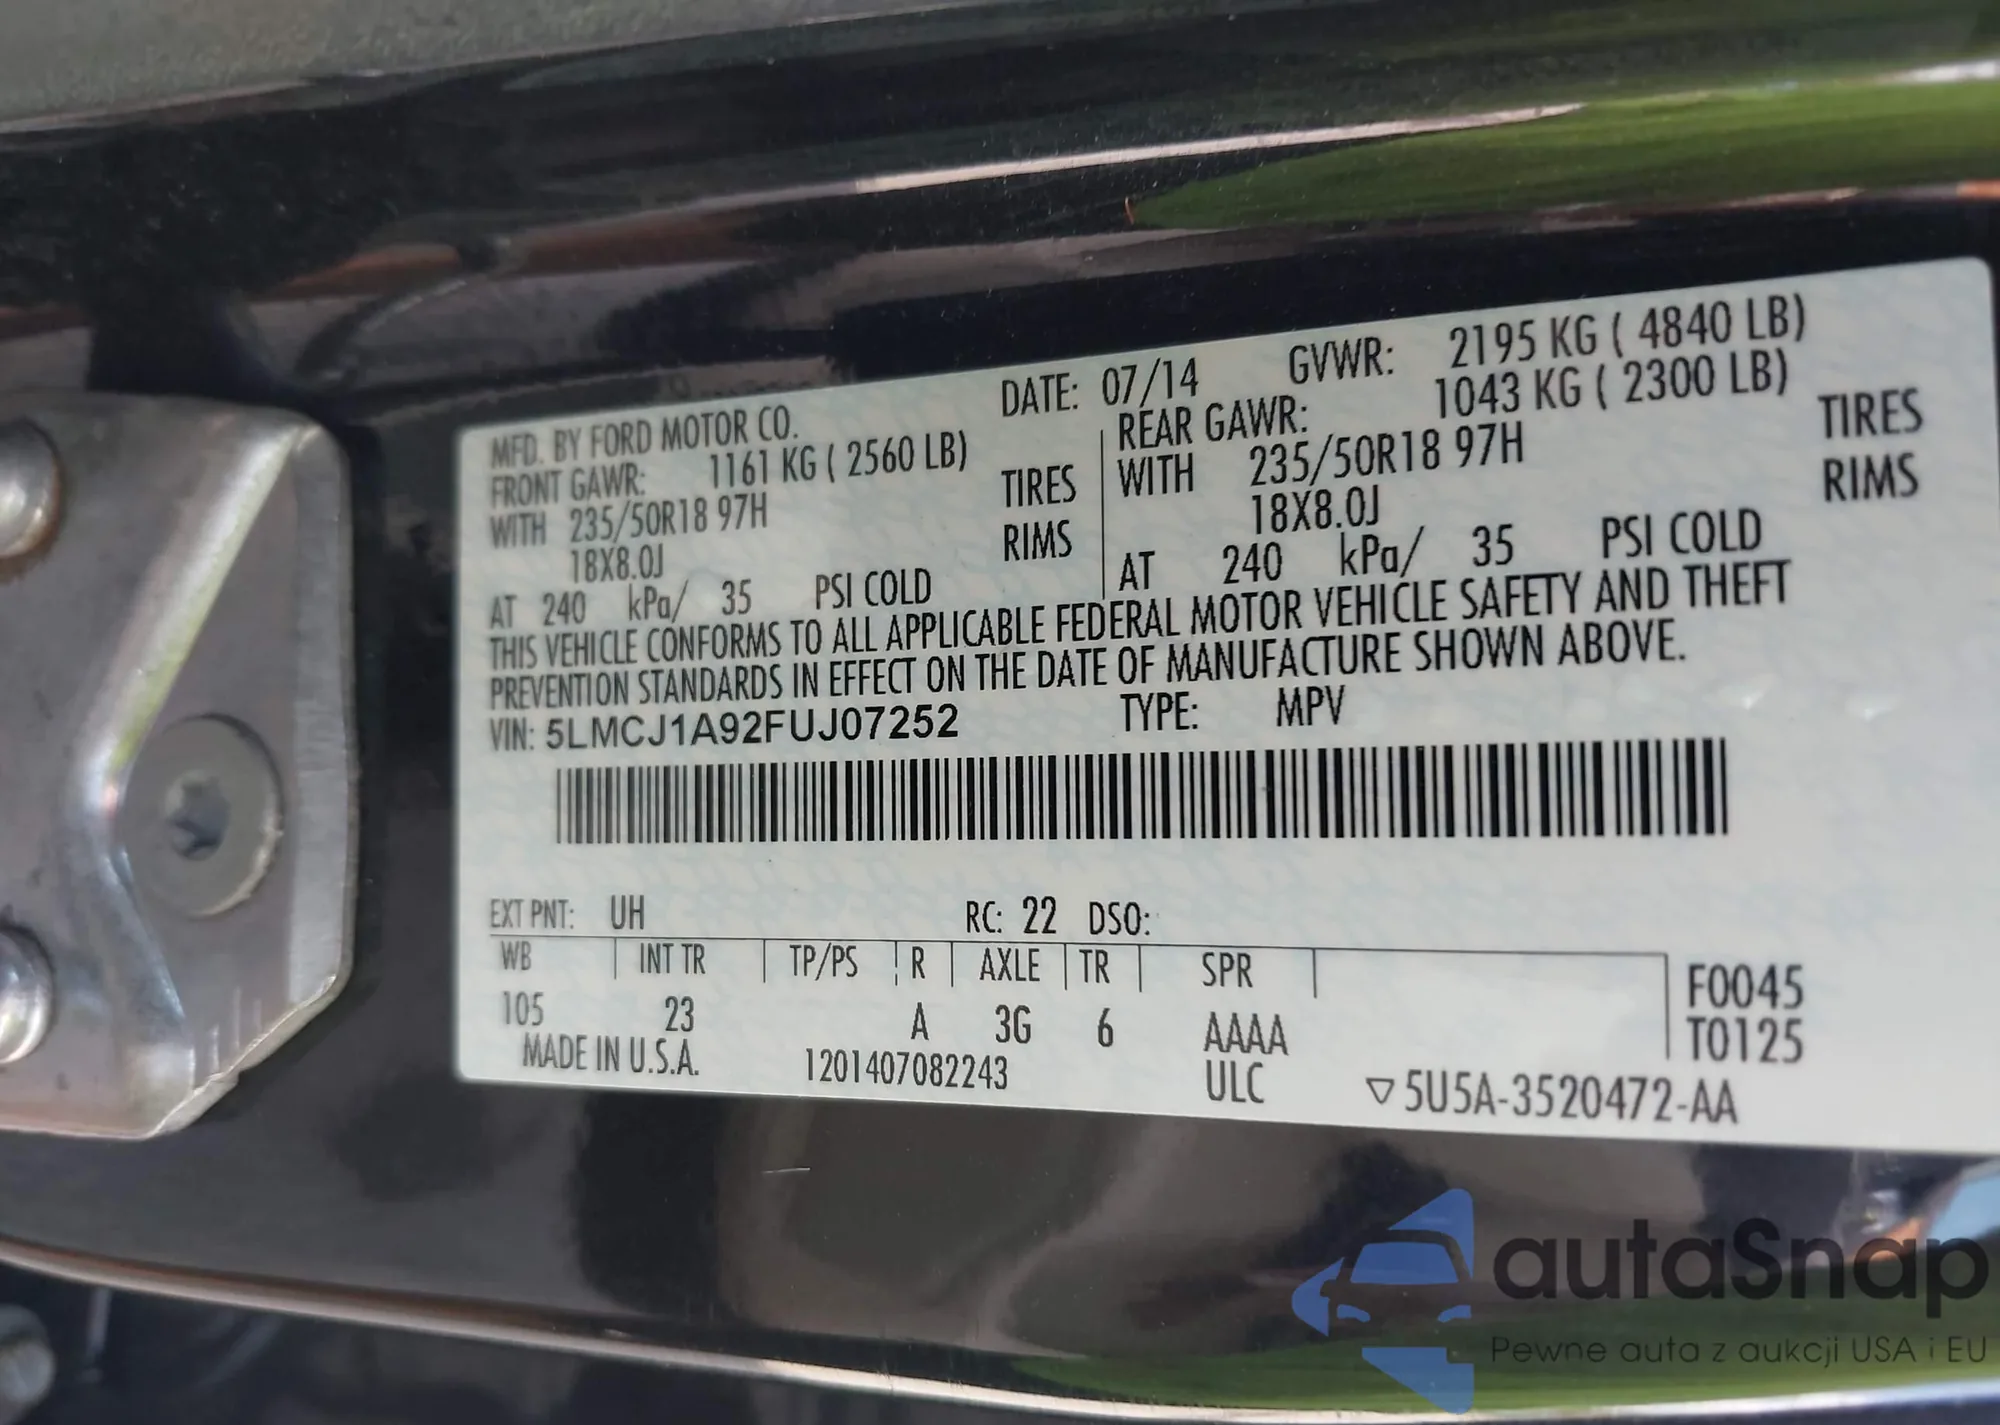 MFD. BY FORD MOTOR CO. DATE: 07/14 GVWR: 2195 KG ( 4840 LB)
FRONT GAWR: 1161 KG ( 2560 LB) REAR GAWR: 1043 KG ( 2300 LB)
WITH 235/50R18 97H TIRES WITH 235/50R18 97H TIRES
18X8.0J RIMS 18X8.0J RIMS
AT 240 kPa/ 35 PSI COLD AT 240 kPa/ 35 PSI COLD
THIS VEHICLE CONFORMS TO ALL APPLICABLE FEDERAL MOTOR VEHICLE SAFETY AND THEFT
PREVENTION STANDARDS IN EFFECT ON THE DATE OF MANUFACTURE SHOWN ABOVE.
VIN: 5LMCJ1A92FUJ07252 TYPE: MPV
EXT PNT: UH RC: 22 DSO:
WB INT TR TP/PS R AXLE TR SPR
105 23 A 3G 6 AAAA
F0045
T0125
MADE IN U.S.A. 1201407082243 ULC ▽5U5A-3520472-AA
autoSnap
Pewne auta z aukcji USA i EU